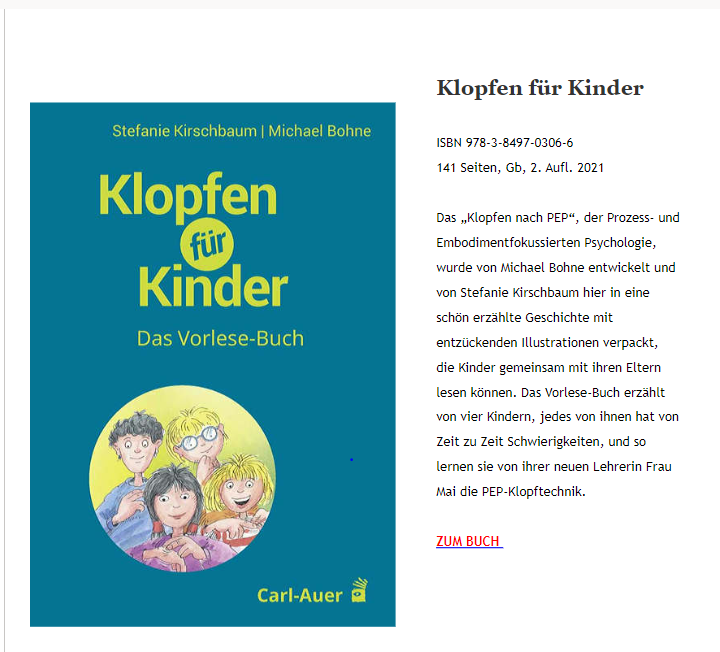 Stefanie Kirschbaum | Michael Bohne
Klopfen
für
Kinder
Das Vorlese-Buch
Carl-Auer
Klopfen für Kinder
ISBN 978-3-8497-0306-6
141 Seiten, Gb, 2. Aufl. 2021
Das „Klopfen nach PEP“, der Prozess- und
Embodimentfokussierten Psychologie,
wurde von Michael Bohne entwickelt und
von Stefanie Kirschbaum hier in eine
schön erzählte Geschichte mit
entzückenden Illustrationen verpackt,
die Kinder gemeinsam mit ihren Eltern
lesen können. Das Vorlese-Buch erzählt
von vier Kindern, jedes von ihnen hat von
Zeit zu Zeit Schwierigkeiten, und so
lernen sie von ihrer neuen Lehrerin Frau
Mai die PEP-Klopftechnik.
ZUM BUCH